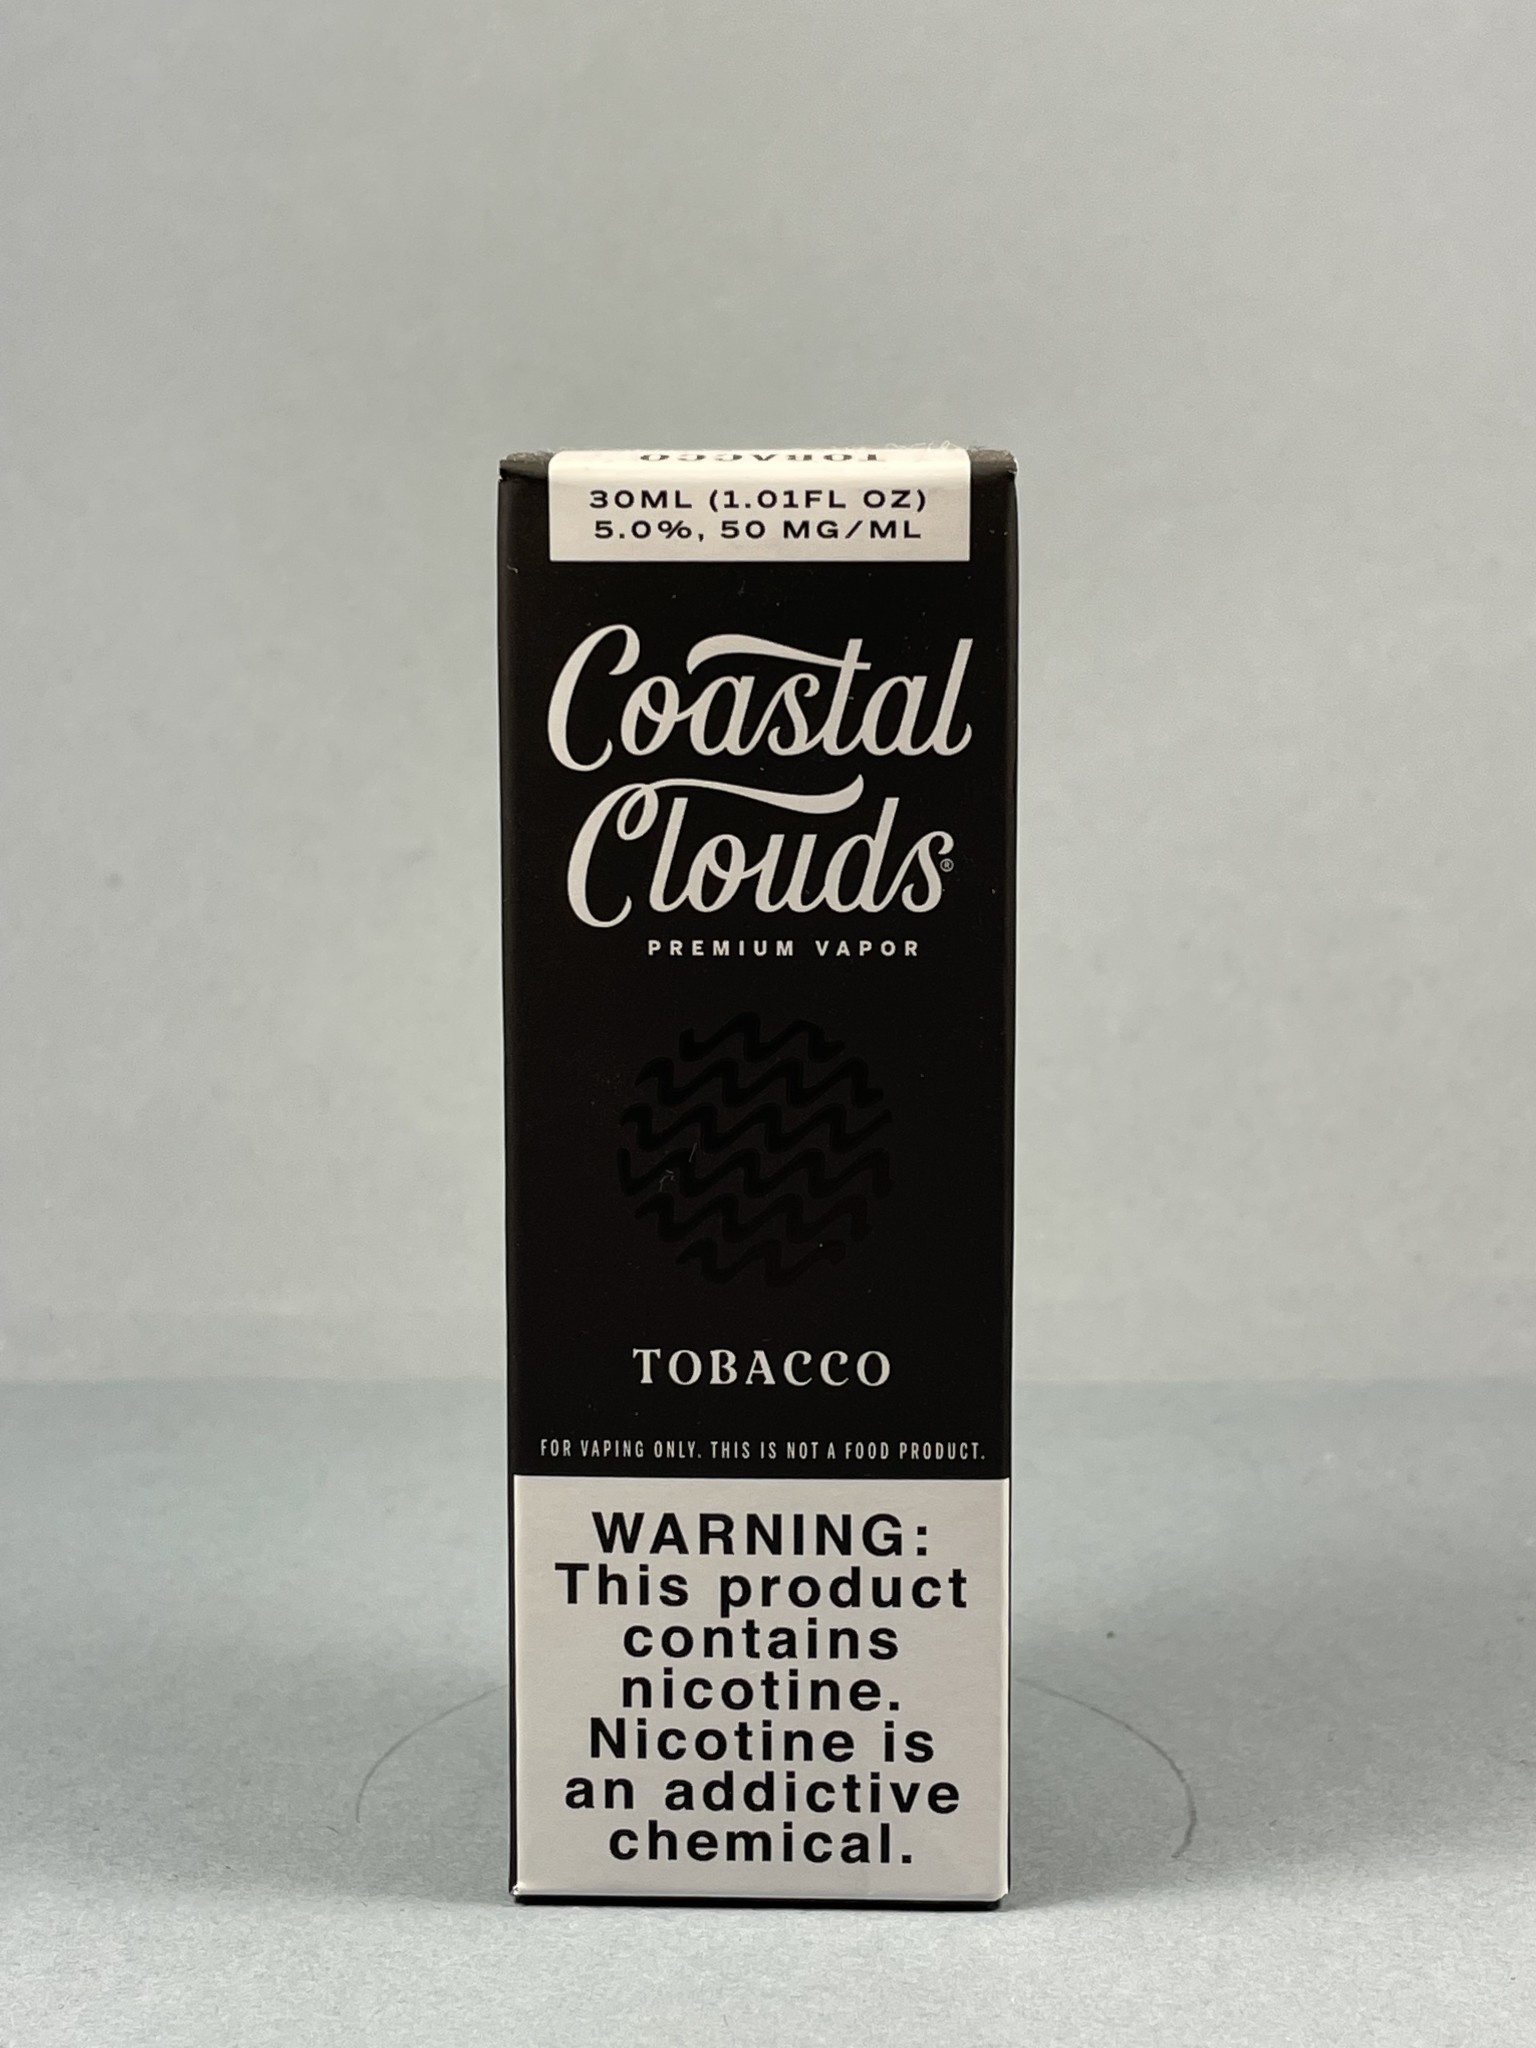 TOBACCO
30ML (1.01FL OZ)
5.0%, 50 MG/ML
Coastal
Clouds®
PREMIUM VAPOR
TOBACCO
FOR VAPING ONLY. THIS IS NOT A FOOD PRODUCT.
WARNING:
This product
contains
nicotine.
Nicotine is
an addictive
chemical.